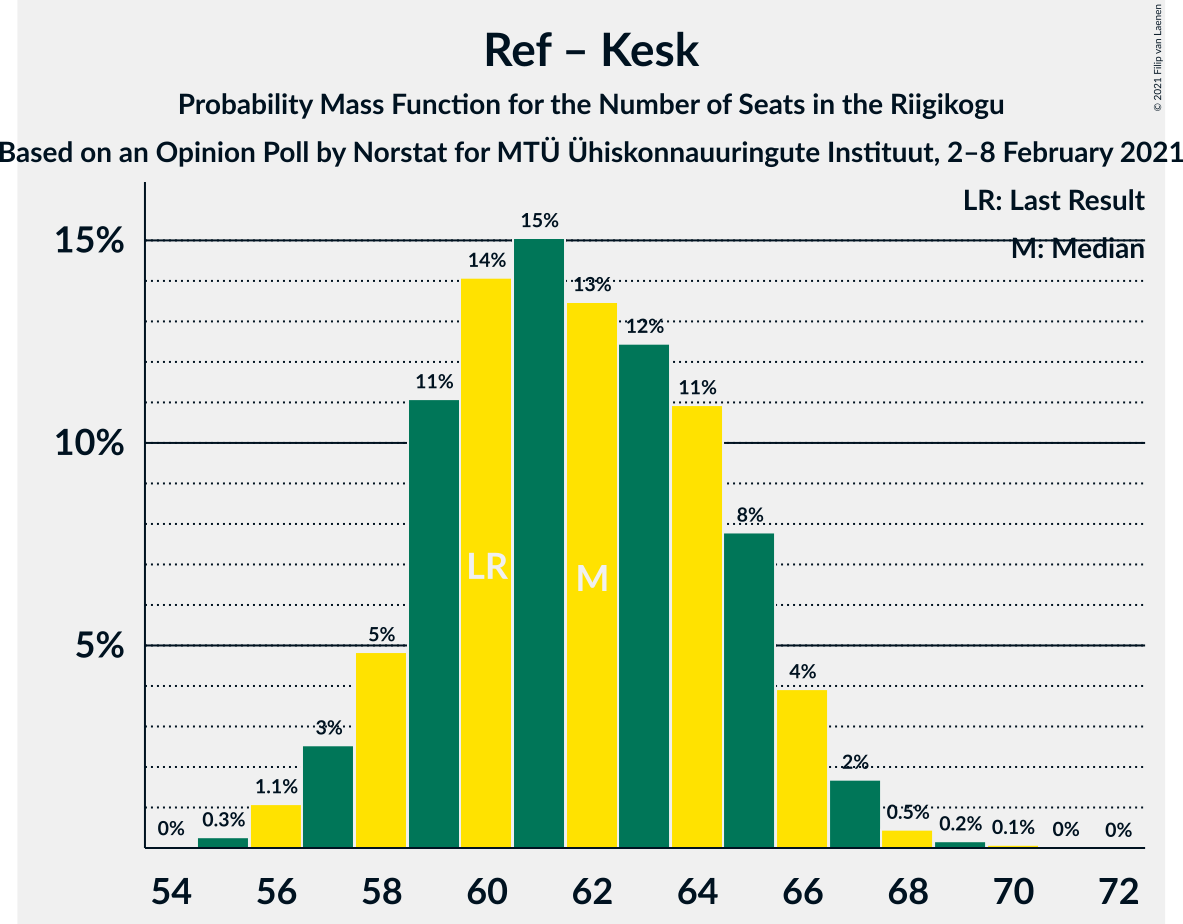 Ref – Kesk
Probability Mass Function for the Number of Seats in the Riigikogu
Based on an Opinion Poll by Norstat for MTÜ Ühiskonnauuringute Instituut, 2–8 February 2021
© 2021 Filip van Laenen
LR: Last Result
M: Median
15%
10%
5%
0%
0.3%
1.1%
3%
5%
11%
14%
15%
13%
12%
11%
8%
4%
2%
0.5%
0.2%
0.1%
0%
0%
LR
M
54 56 58 60 62 64 66 68 70 72